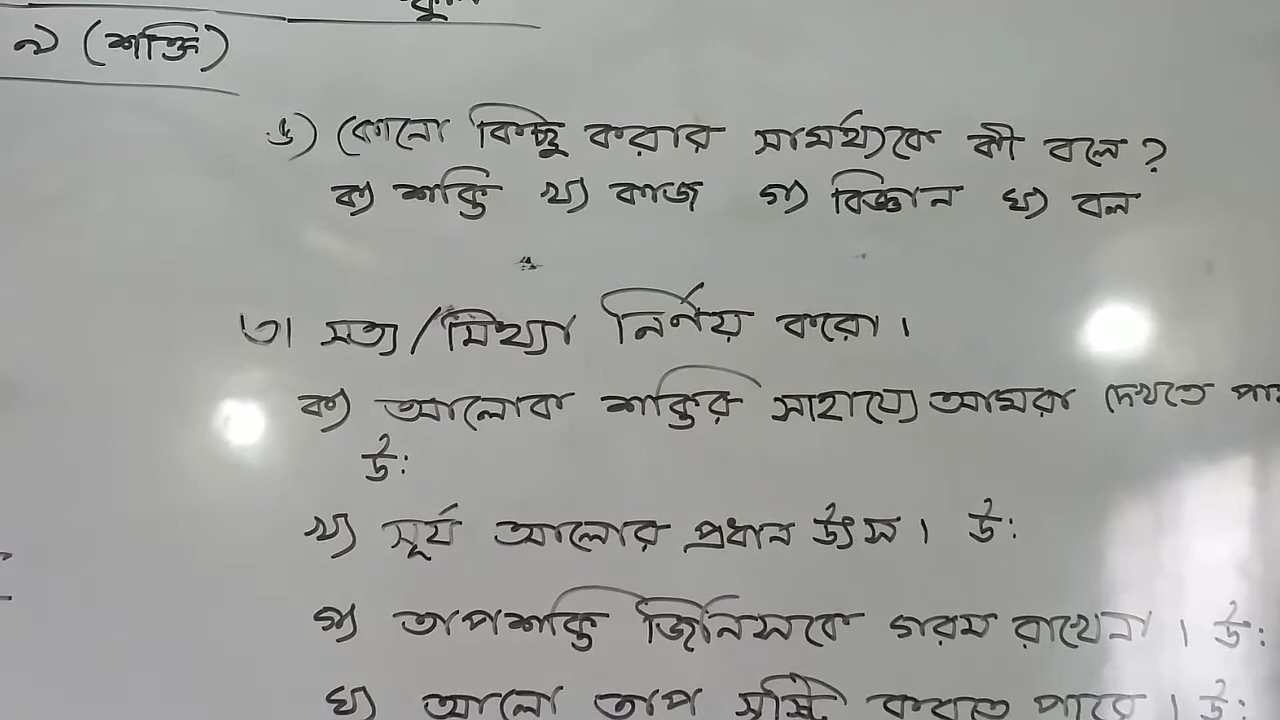 ৯ (শক্তি)
ঙ) কোনো কিছু করার সামর্থ্যকে কী বলে ?
ক) শক্তি খ) কাজ গ) বিজ্ঞান ঘ) বল
৩। সত্য/মিথ্যা নির্ণয় করো।
ক) আলোক শক্তির সাহায্যে আমরা দেখতে
উ:
খ) সূর্য আলোর প্রধান উৎস। উ:
গ) তাপশক্তি জিনিসকে গরম রাখেনা। উ:
ঘ) আলো তাপ সৃষ্টি করতে পারে। উ: